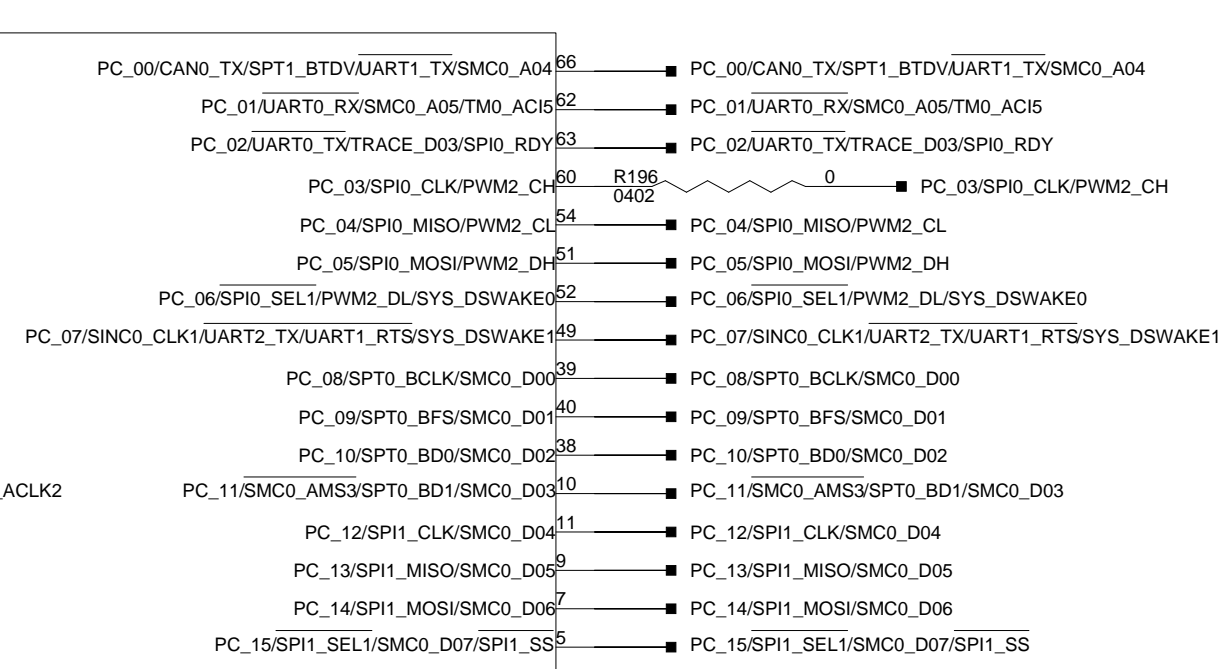 PC_00/CAN0_TX/SPT1_BTDV/UART1_TX/SMC0_A04 66 PC_00/CAN0_TX/SPT1_BTDV/UART1_TX/SMC0_A04
PC_01/UART0_RX/SMC0_A05/TM0_ACI5 62 PC_01/UART0_RX/SMC0_A05/TM0_ACI5
PC_02/UART0_TX/TRACE_D03/SPI0_RDY 63 PC_02/UART0_TX/TRACE_D03/SPI0_RDY
PC_03/SPI0_CLK/PWM2_CH 60 R196 0 PC_03/SPI0_CLK/PWM2_CH
0402
PC_04/SPI0_MISO/PWM2_CL 54 PC_04/SPI0_MISO/PWM2_CL
PC_05/SPI0_MOSI/PWM2_DH 51 PC_05/SPI0_MOSI/PWM2_DH
PC_06/SPI0_SEL1/PWM2_DL/SYS_DSWAKE0 52 PC_06/SPI0_SEL1/PWM2_DL/SYS_DSWAKE0
PC_07/SINC0_CLK1/UART2_TX/UART1_RTS/SYS_DSWAKE1 49 PC_07/SINC0_CLK1/UART2_TX/UART1_RTS/SYS_DSWAKE1
PC_08/SPT0_BCLK/SMC0_D00 39 PC_08/SPT0_BCLK/SMC0_D00
PC_09/SPT0_BFS/SMC0_D01 40 PC_09/SPT0_BFS/SMC0_D01
PC_10/SPT0_BD0/SMC0_D02 38 PC_10/SPT0_BD0/SMC0_D02
_ACLK2 PC_11/SMC0_AMS3/SPT0_BD1/SMC0_D03 10 PC_11/SMC0_AMS3/SPT0_BD1/SMC0_D03
PC_12/SPI1_CLK/SMC0_D04 11 PC_12/SPI1_CLK/SMC0_D04
PC_13/SPI1_MISO/SMC0_D05 9 PC_13/SPI1_MISO/SMC0_D05
PC_14/SPI1_MOSI/SMC0_D06 7 PC_14/SPI1_MOSI/SMC0_D06
PC_15/SPI1_SEL1/SMC0_D07/SPI1_SS 5 PC_15/SPI1_SEL1/SMC0_D07/SPI1_SS